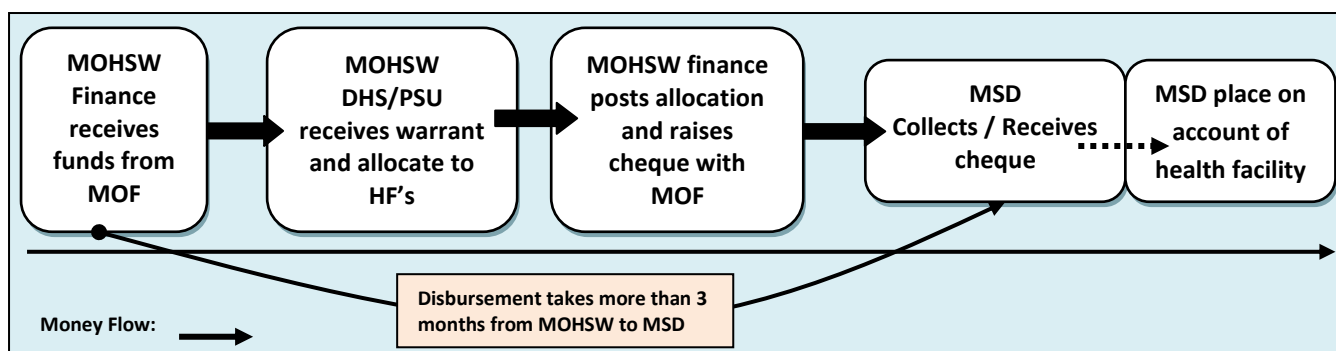 MOHSW
Finance
receives
funds from
MOF
MOHSW
DHS/PSU
receives warrant
and allocate to
HF's
MOHSW finance
posts allocation
and raises
cheque with
MOF
MSD
Collects / Receives
cheque
MSD place on
account of
health facility
Disbursement takes more than 3
months from MOHSW to MSD
Money Flow: